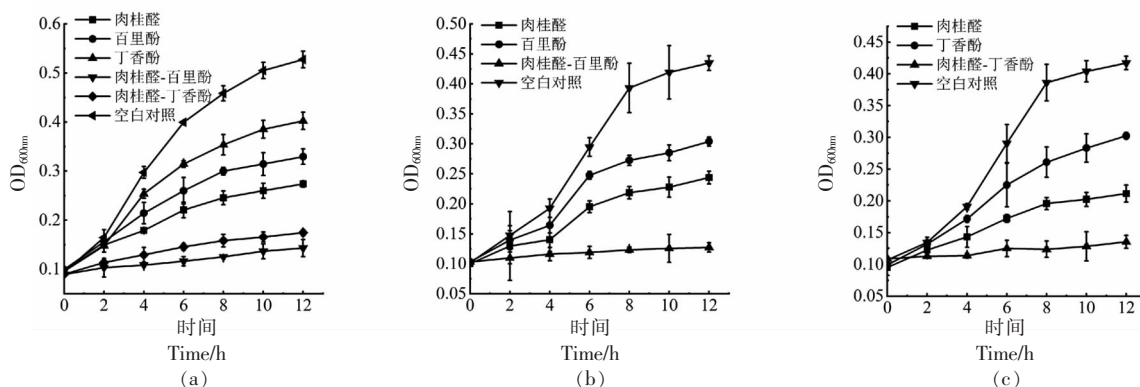 0.6
0.5
0.4
0.3
0.2
0.1
OD600nm
肉桂醛
百里酚
丁香酚
肉桂醛-百里酚
肉桂醛-丁香酚
空白对照
0 2 4 6 8 10 12
时间
Time/h
(a)
0.50
0.45
0.40
0.35
0.30
0.25
0.20
0.15
0.10
0.05
OD600nm
肉桂醛
百里酚
肉桂醛-百里酚
空白对照
0 2 4 6 8 10 12
时间
Time/h
(b)
0.45
0.40
0.35
0.30
0.25
0.20
0.15
0.10
0.05
OD600nm
肉桂醛
丁香酚
肉桂醛-丁香酚
空白对照
0 2 4 6 8 10 12
时间
Time/h
(c)